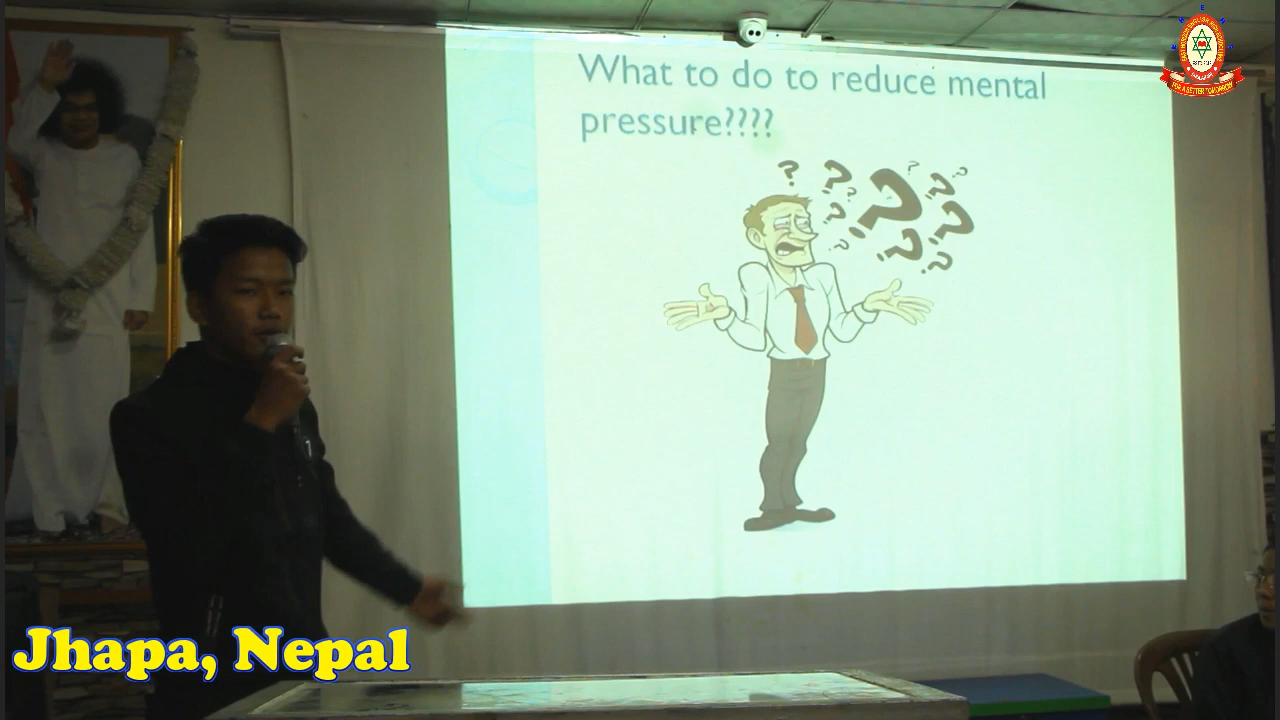 What to do to reduce mental
pressure????
? ? ? ? ? ? ? ? ? ? ? ?
FOR A BETTER TOMORROW
Jhapa, Nepal